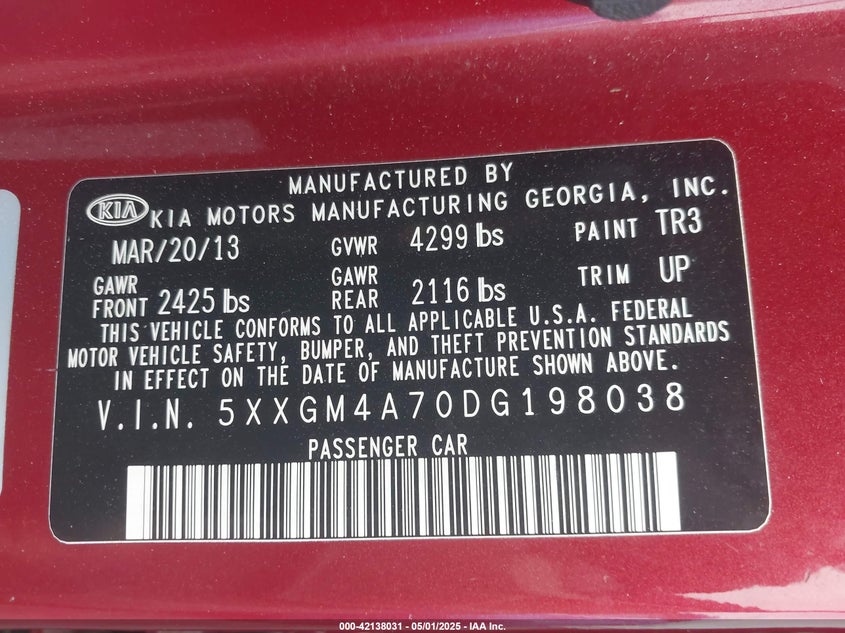 MANUFACTURED BY
KIA KIA MOTORS MANUFACTURING GEORGIA, INC.
MAR/20/13 GVWR 4299 lbs PAINT TR3
GAWR FRONT 2425 lbs GAWR REAR 2116 lbs TRIM UP
THIS VEHICLE CONFORMS TO ALL APPLICABLE U.S.A. FEDERAL
MOTOR VEHICLE SAFETY, BUMPER, AND THEFT PREVENTION STANDARDS
IN EFFECT ON THE DATE OF MANUFACTURE SHOWN ABOVE.
V.I.N. 5XXGM4A70DG198038
PASSENGER CAR
000-42138031 - 05/01/2025 - IAA Inc.